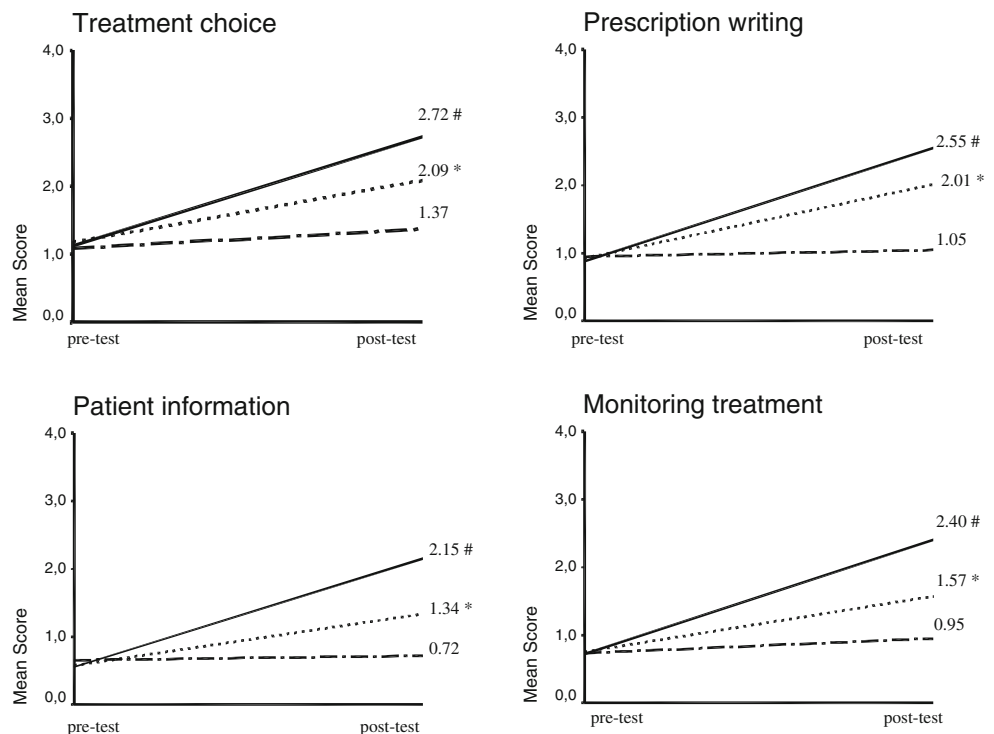 Treatment choice
4,0
3,0
2,0
1,0
0,0
Mean Score
2.72 #
2.09 *
1.37
pre-test
post-test
Prescription writing
4,0
3,0
2,0
1,0
0,0
Mean Score
2.55 #
2.01 *
1.05
pre-test
post-test
Patient information
4,0
3,0
2,0
1,0
0,0
Mean Score
2.15 #
1.34 *
0.72
pre-test
post-test
Monitoring treatment
4,0
3,0
2,0
1,0
0,0
Mean Score
2.40 #
1.57 *
0.95
pre-test
post-test